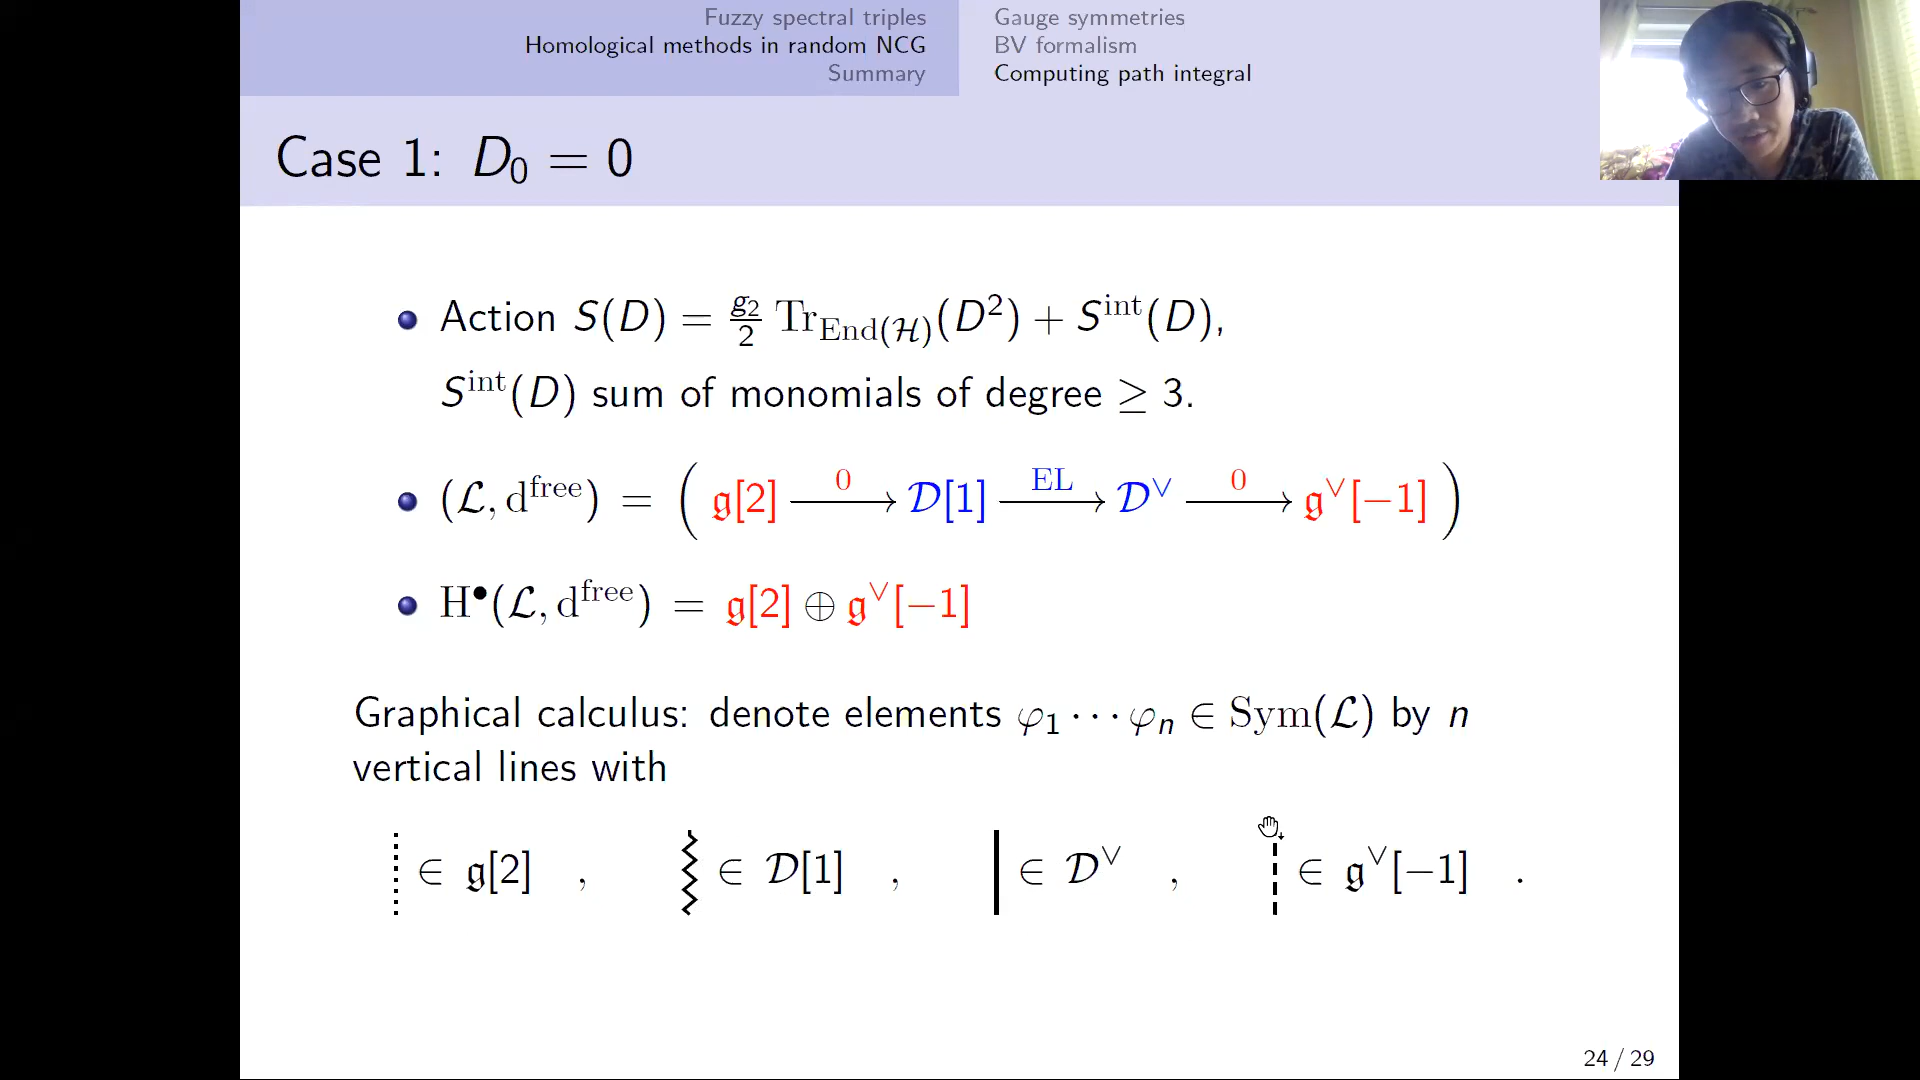 Fuzzy spectral triples
Homological methods in random NCG
Summary
Gauge symmetries
BV formalism
Computing path integral
Case 1: D₀ = 0
• Action S(D) = g₂/2 Tr_End(ℋ)(D²) + S^int(D),
S^int(D) sum of monomials of degree ≥ 3.
• (ℒ, d^free) = ( 𝔤[2] —0→ 𝒟[1] —EL→ 𝒟^∨ —0→ 𝔤^∨[−1] )
• H^•(ℒ, d^free) = 𝔤[2] ⊕ 𝔤^∨[−1]
Graphical calculus: denote elements φ₁ ⋯ φₙ ∈ Sym(ℒ) by n
vertical lines with
∈ 𝔤[2] , ∈ 𝒟[1] , ∈ 𝒟^∨ , ∈ 𝔤^∨[−1] .
24 / 29